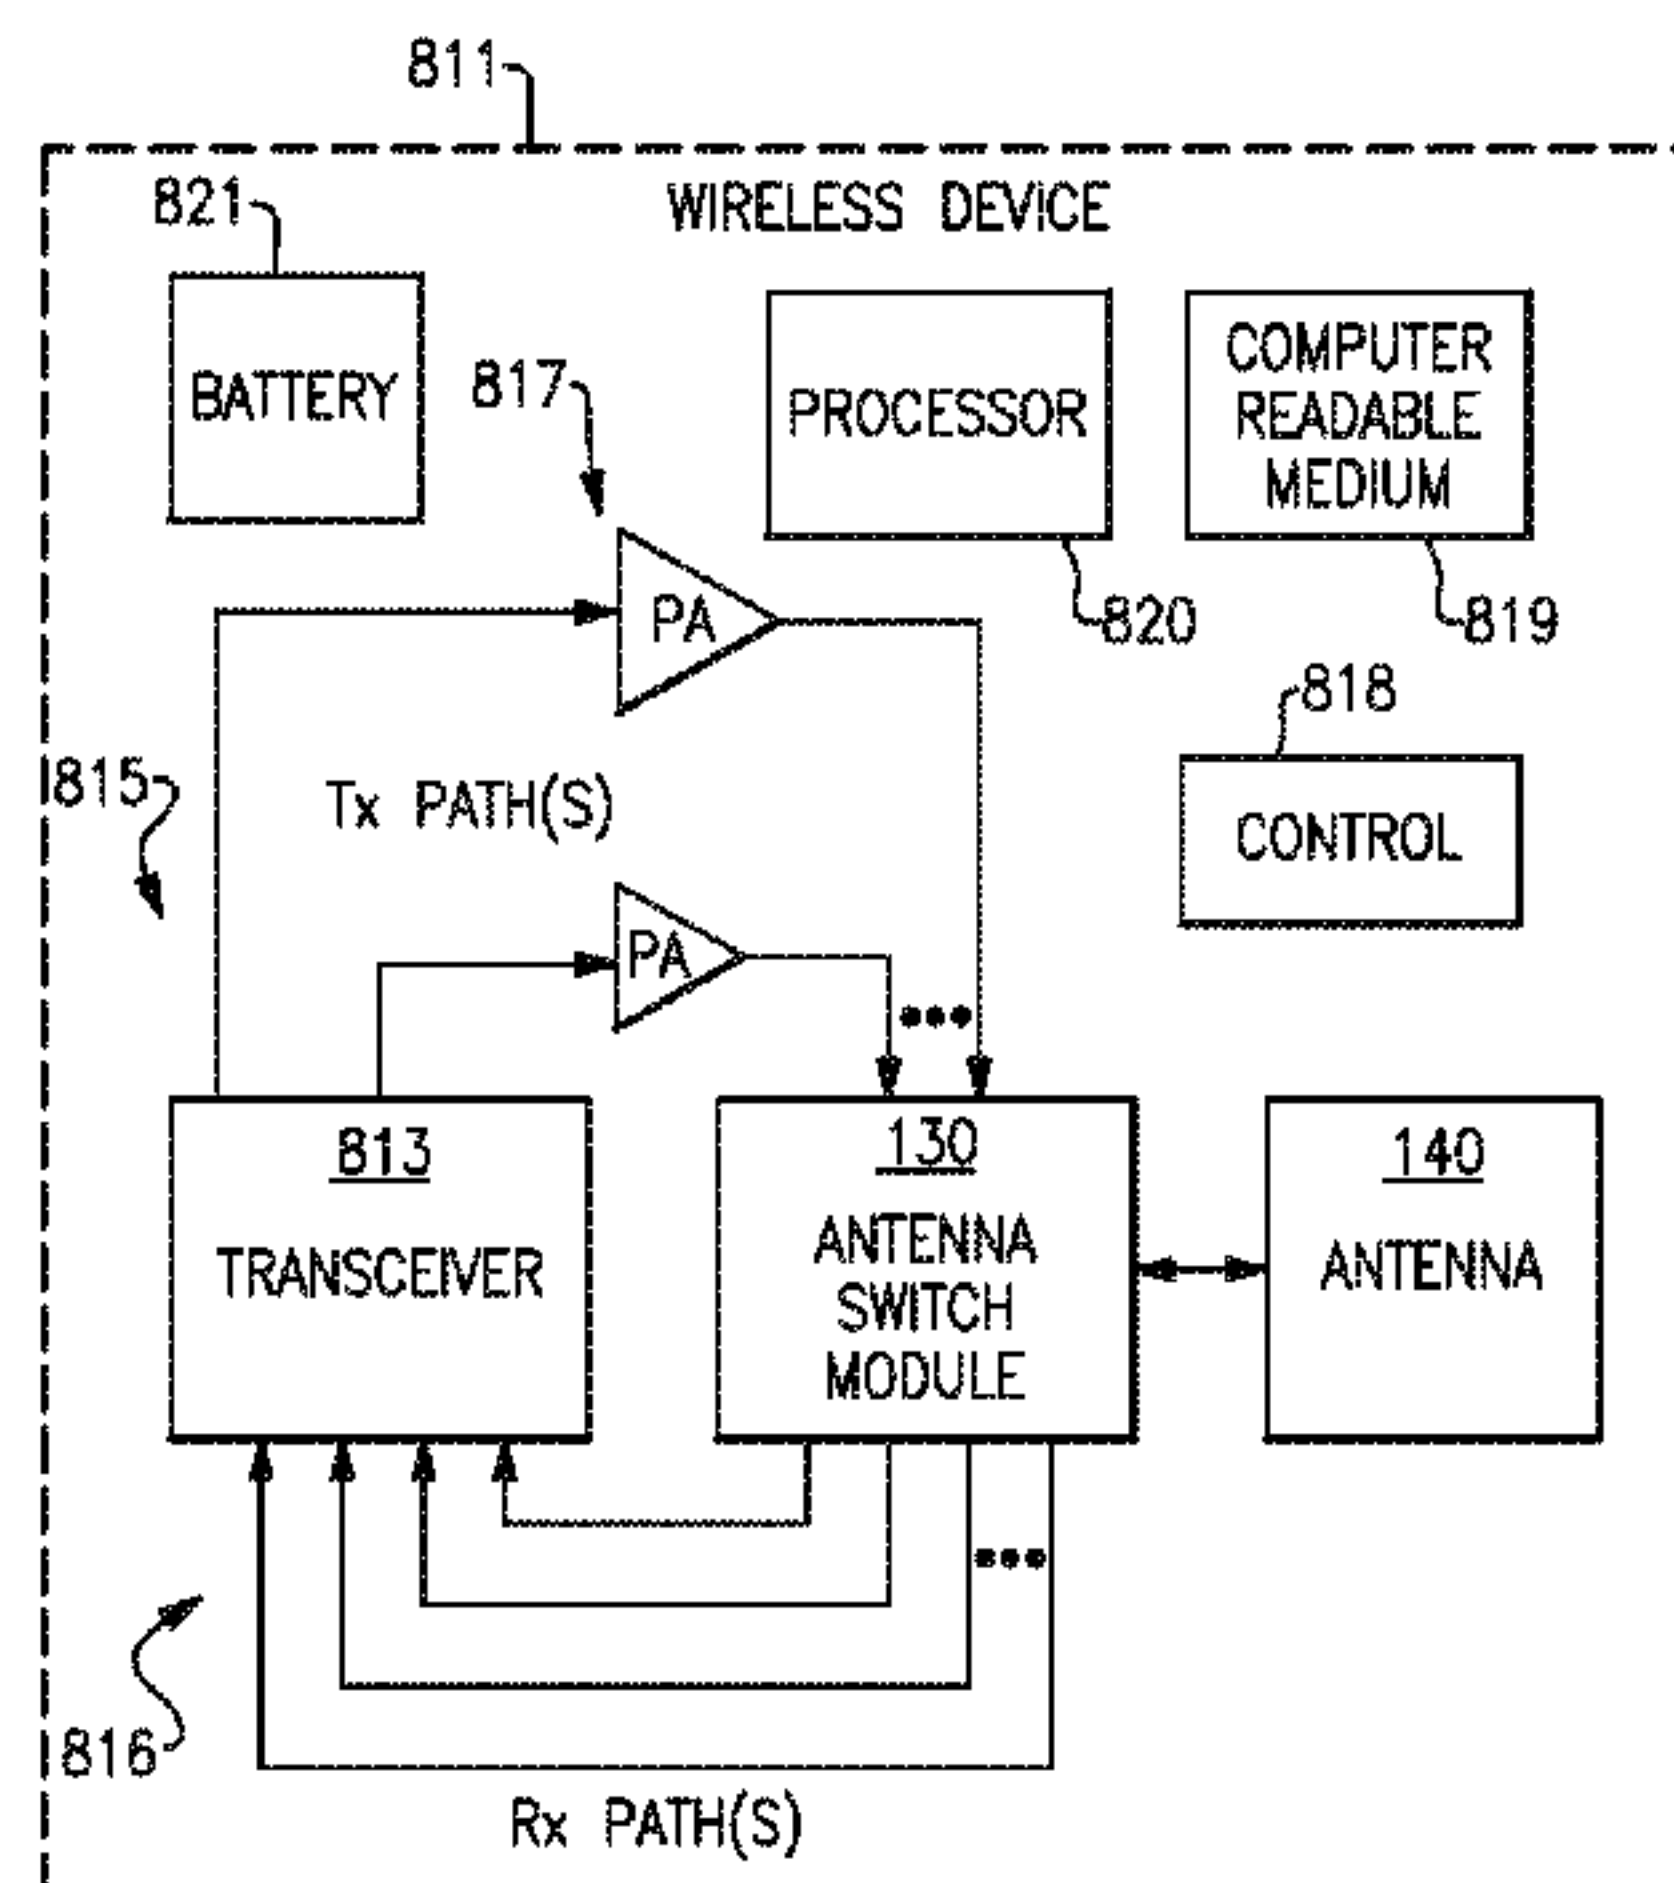 811
WIRELESS DEVICE
821
BATTERY
817
PROCESSOR
COMPUTER
READABLE
MEDIUM
PA
820
819
818
815
Tx PATH(S)
CONTROL
PA
813
TRANSCEIVER
130
ANTENNA
SWITCH
MODULE
140
ANTENNA
816
Rx PATH(S)